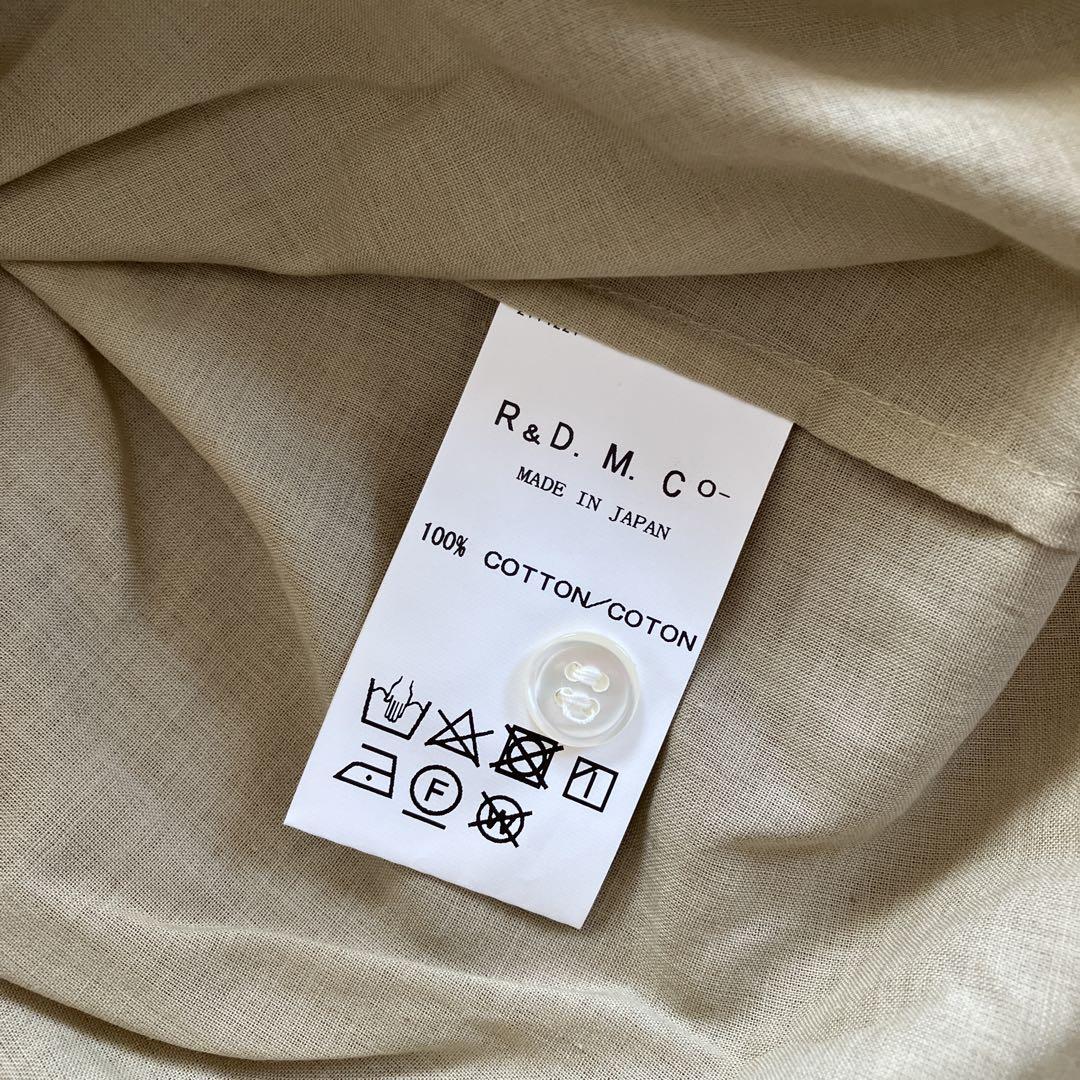 R&D. M. Co-
MADE IN JAPAN
100% COTTON/COTON
F
W